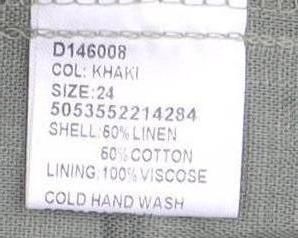 D146008
COL: KHAKI
SIZE:24
5053552214284
SHELL:50% LINEN
50% COTTON
LINING:100% VISCOSE
COLD HAND WASH